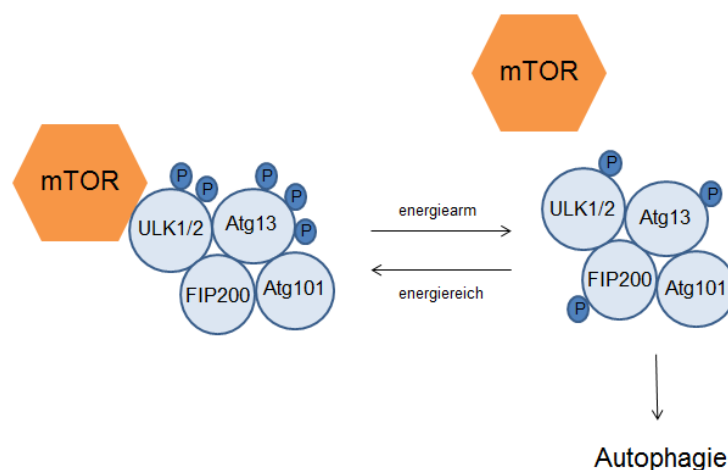 mTOR
mTOR
P
P
P
P
P
ULK1/2
Atg13
FIP200
Atg101
energiearm
energiereich
P
P
ULK1/2
Atg13
FIP200
Atg101
P
Autophagie